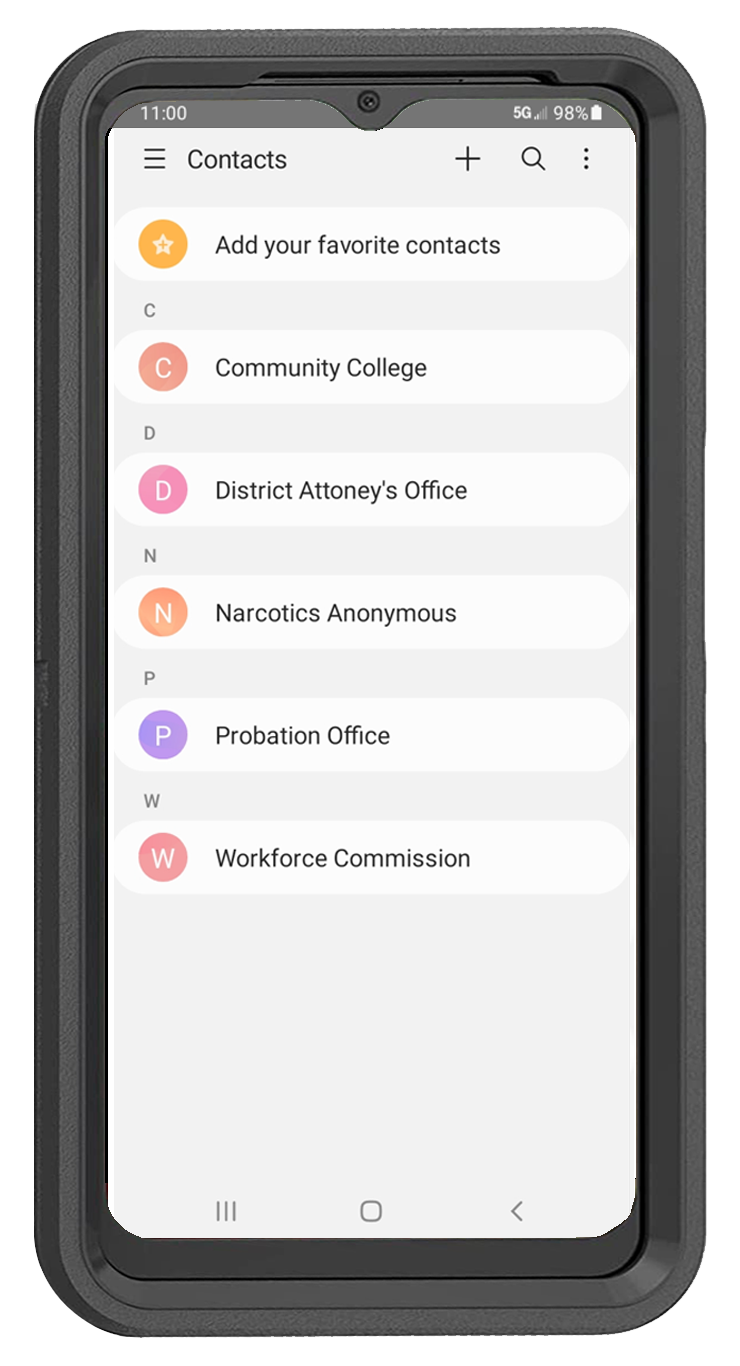 11:00 5G 98%
Contacts
Add your favorite contacts
C
C Community College
D
D District Attoney's Office
N
N Narcotics Anonymous
P
P Probation Office
W
W Workforce Commission